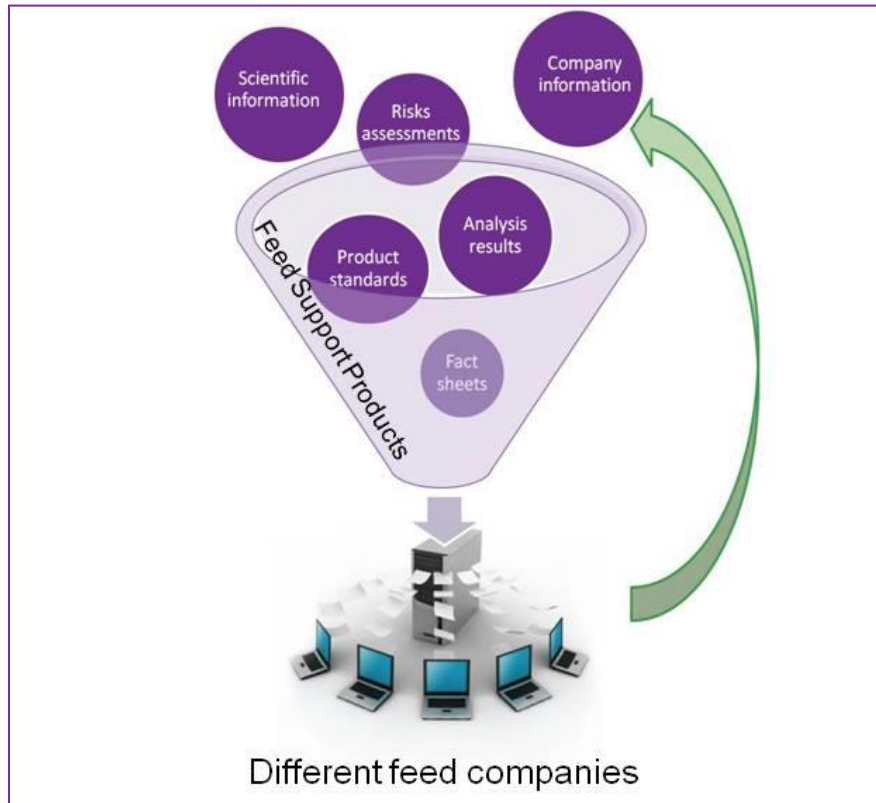 Scientific
information
Company
information
Risks
assessments
Analysis
results
Product
standards
Feed Support Products
Fact
sheets
Different feed companies